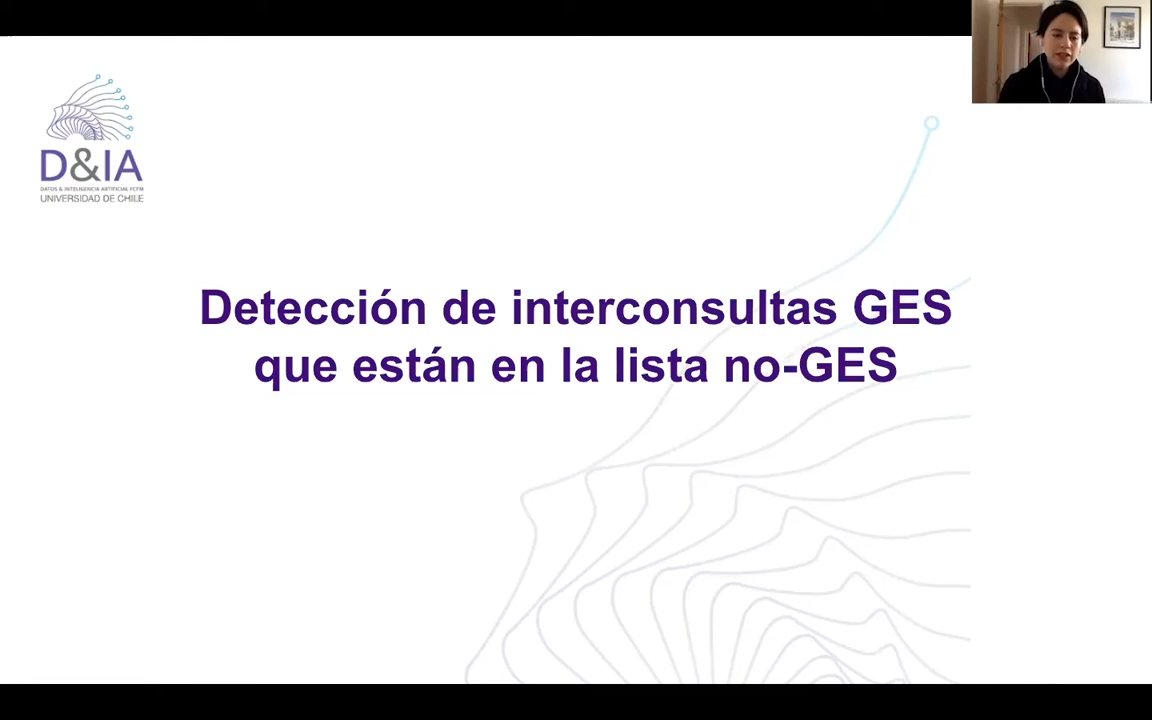 D&IA
DATOS & INTELIGENCIA ARTIFICIAL FCFM
UNIVERSIDAD DE CHILE
Detección de interconsultas GES
que están en la lista no-GES